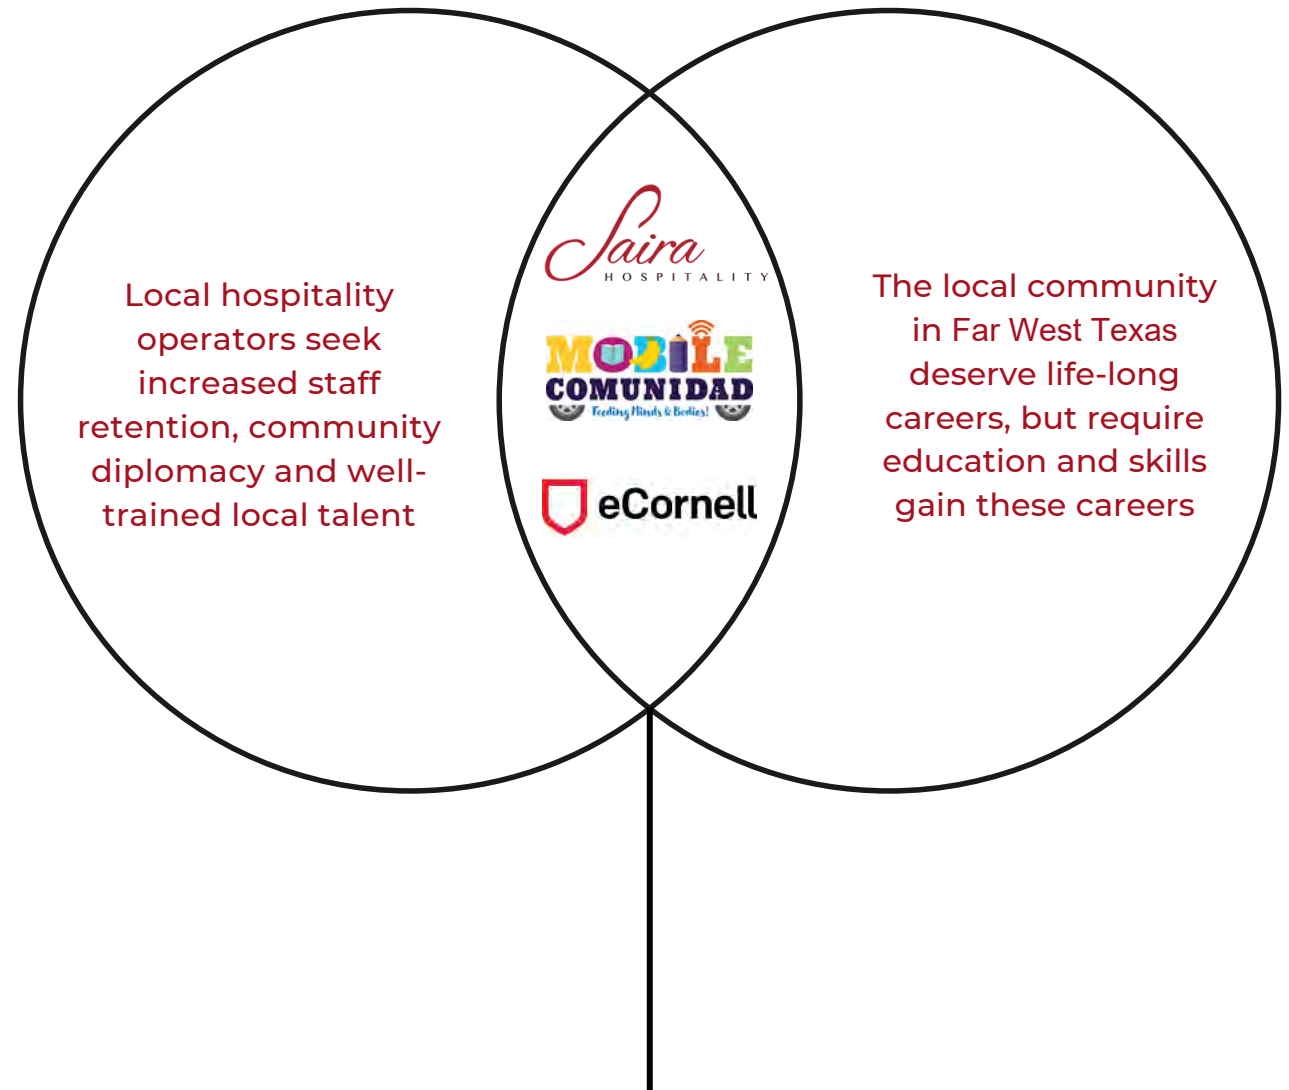 Local hospitality
operators seek
increased staff
retention, community
diplomacy and well-
trained local talent
Saira
HOSPITALITY
MOBILE
COMUNIDAD
Feeding Minds & Bodies!
eCornell
The local community
in Far West Texas
deserve life-long
careers, but require
education and skills
gain these careers